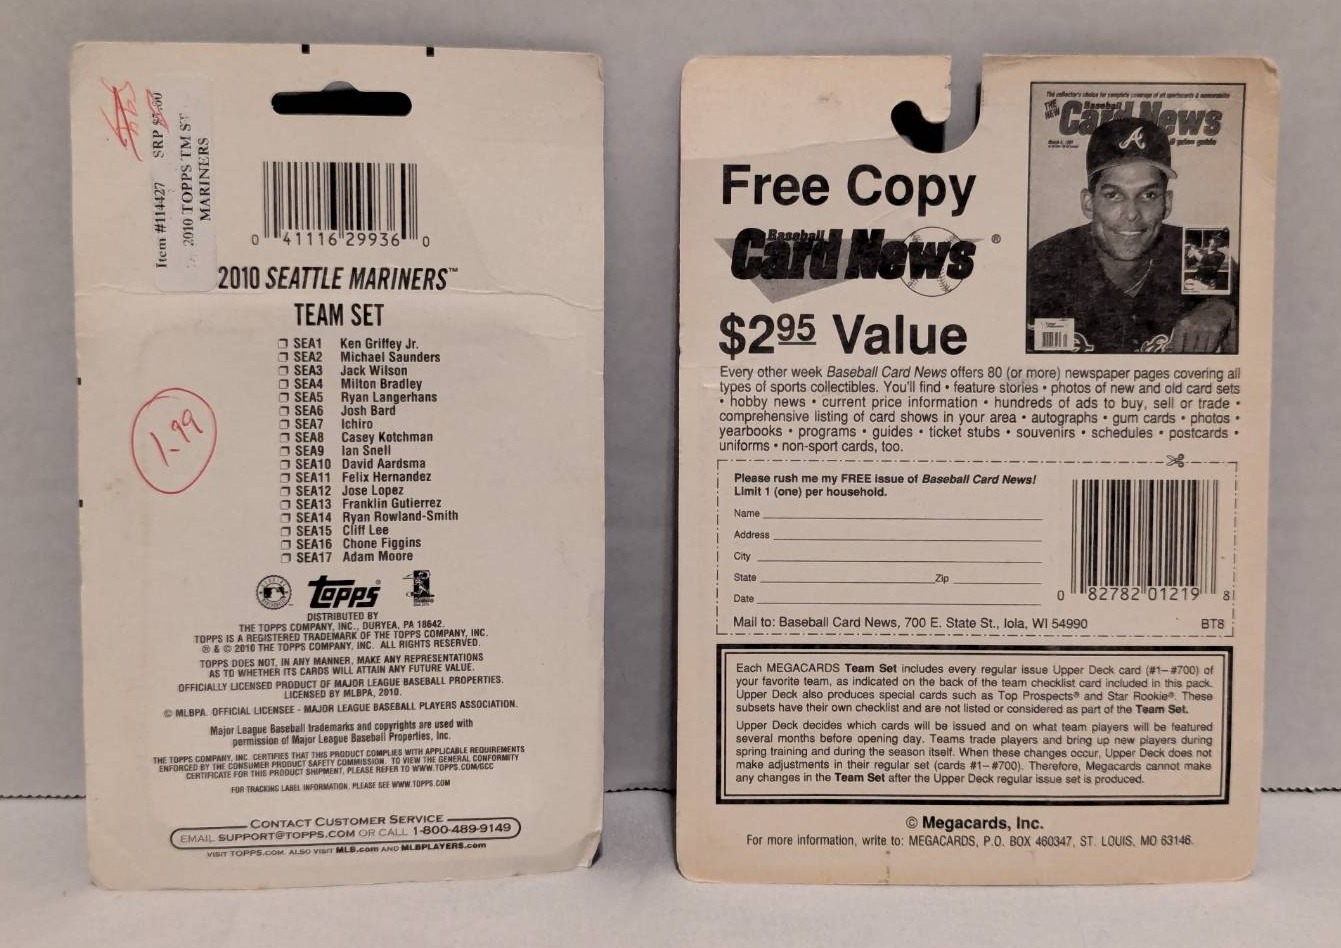 Item #114427 SRP
2010 TOPPS TM ST
MARINERS
0 41116 29936 0
2010 SEATTLE MARINERS™
TEAM SET
SEA1 Ken Griffey Jr.
SEA2 Michael Saunders
SEA3 Jack Wilson
SEA4 Milton Bradley
SEA5 Ryan Langerhans
SEA6 Josh Bard
SEA7 Ichiro
SEA8 Casey Kotchman
SEA9 Ian Snell
SEA10 David Aardsma
SEA11 Felix Hernandez
SEA12 Jose Lopez
SEA13 Franklin Gutierrez
SEA14 Ryan Rowland-Smith
SEA15 Cliff Lee
SEA16 Chone Figgins
SEA17 Adam Moore
1.99
TOPPS®
DISTRIBUTED BY
THE TOPPS COMPANY, INC., DURYEA, PA 18642.
TOPPS IS A REGISTERED TRADEMARK OF THE TOPPS COMPANY, INC.
® & © 2010 THE TOPPS COMPANY, INC. ALL RIGHTS RESERVED.
TOPPS DOES NOT, IN ANY MANNER, MAKE ANY REPRESENTATIONS
AS TO WHETHER ITS CARDS WILL ATTAIN ANY FUTURE VALUE.
OFFICIALLY LICENSED PRODUCT OF MAJOR LEAGUE BASEBALL PROPERTIES.
LICENSED BY MLBPA, 2010.
© MLBPA. OFFICIAL LICENSEE - MAJOR LEAGUE BASEBALL PLAYERS ASSOCIATION.
Major League Baseball trademarks and copyrights are used with
permission of Major League Baseball Properties, Inc.
THE TOPPS COMPANY, INC. CERTIFIES THAT THIS PRODUCT COMPLIES WITH APPLICABLE REQUIREMENTS
ENFORCED BY THE CONSUMER PRODUCT SAFETY COMMISSION. TO VIEW THE GENERAL CONFORMITY
CERTIFICATE FOR THIS PRODUCT SHIPMENT, PLEASE REFER TO WWW.TOPPS.COM/GCC
FOR TRACKING LABEL INFORMATION, PLEASE SEE WWW.TOPPS.COM
CONTACT CUSTOMER SERVICE
EMAIL SUPPORT@TOPPS.COM OR CALL 1-800-489-9149
VISIT TOPPS.COM. ALSO VISIT MLB.com AND MLBPLAYERS.com
Free Copy
Baseball
Card News®
$2.95 Value
The collector's choice for complete coverage of all sportscards & memorabilia
THE NEW
Baseball
Card News
& price guide
A
Every other week Baseball Card News offers 80 (or more) newspaper pages covering all
types of sports collectibles. You'll find • feature stories • photos of new and old card sets
• hobby news • current price information • hundreds of ads to buy, sell or trade •
comprehensive listing of card shows in your area • autographs • gum cards • photos •
yearbooks • programs • guides • ticket stubs • souvenirs • schedules • postcards •
uniforms • non-sport cards, too.
Please rush me my FREE issue of Baseball Card News!
Limit 1 (one) per household.
Name
Address
City
State Zip
Date
0 82782 01219 8
Mail to: Baseball Card News, 700 E. State St., Iola, WI 54990 BT8
Each MEGACARDS Team Set includes every regular issue Upper Deck card (#1–#700) of
your favorite team, as indicated on the back of the team checklist card included in this pack.
Upper Deck also produces special cards such as Top Prospects® and Star Rookie®. These
subsets have their own checklist and are not listed or considered as part of the Team Set.
Upper Deck decides which cards will be issued and on what team players will be featured
several months before opening day. Teams trade players and bring up new players during
spring training and during the season itself. When these changes occur, Upper Deck does not
make adjustments in their regular set (cards #1–#700). Therefore, Megacards cannot make
any changes in the Team Set after the Upper Deck regular issue set is produced.
© Megacards, Inc.
For more information, write to: MEGACARDS, P.O. BOX 460347, ST. LOUIS, MO 63146.